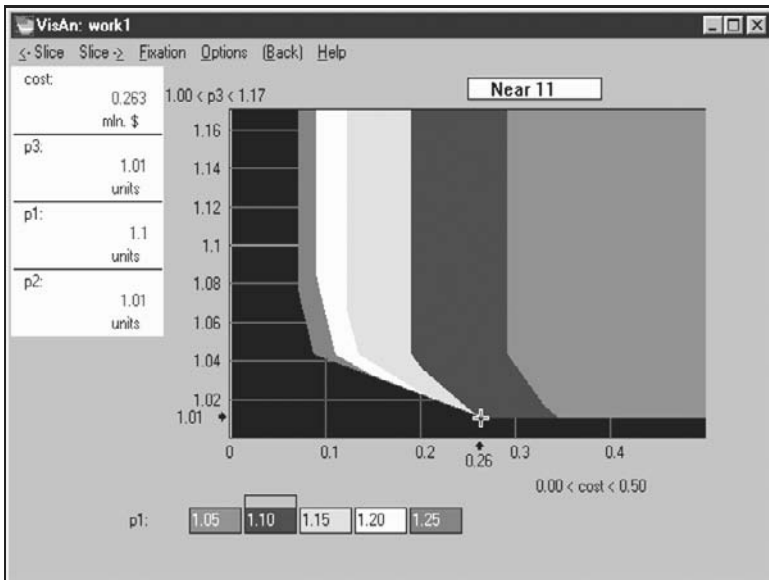 VisAn: work1
<- Slice Slice -> Fixation Options (Back) Help
cost:
0.263
mln. $
p3:
1.01
units
p1:
1.1
units
p2:
1.01
units
1.00 < p3 < 1.17
Near 11
1.16
1.14
1.12
1.1
1.08
1.06
1.04
1.02
1.01
0 0.1 0.2 0.26 0.3 0.4
0.00 < cost < 0.50
p1: 1.05 1.10 1.15 1.20 1.25